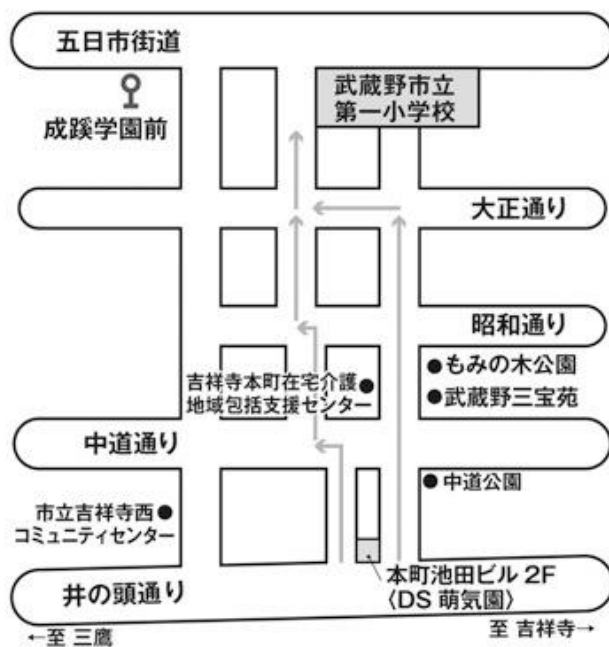 五日市街道
武蔵野市立
第一小学校
成蹊学園前
大正通り
昭和通り
もみの木公園
吉祥寺本町在宅介護
地域包括支援センター
武蔵野三宝苑
中道通り
中道公園
市立吉祥寺西
コミュニティセンター
本町池田ビル 2F
〈DS 萌気園〉
井の頭通り
←至 三鷹
至 吉祥寺→